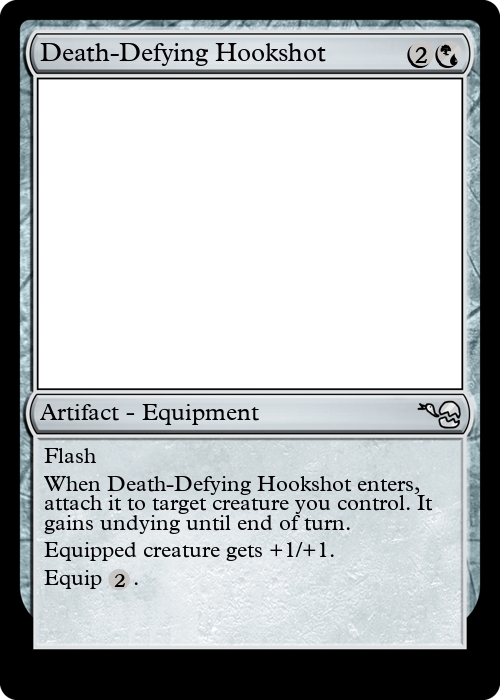 Death-Defying Hookshot 2
Artifact - Equipment
Flash
When Death-Defying Hookshot enters,
attach it to target creature you control. It
gains undying until end of turn.
Equipped creature gets +1/+1.
Equip 2 .